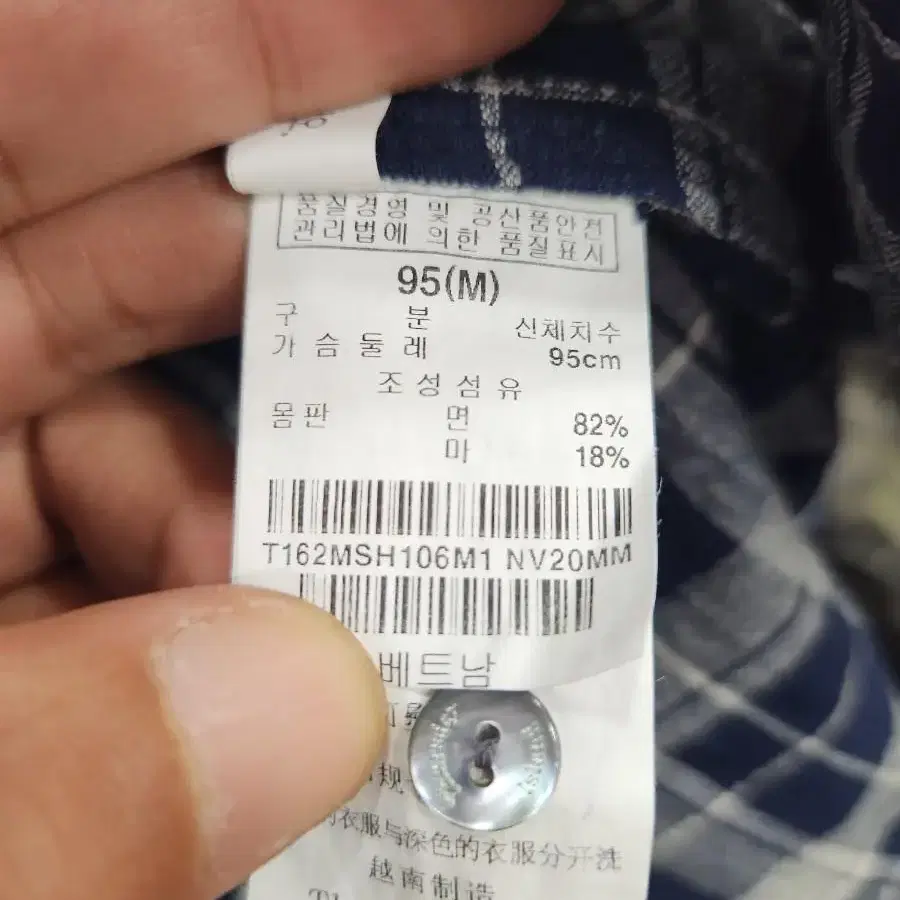 품질경영 및 공산품안전
관리법에 의한 품질표시
95(M)
구 분 신체치수
가슴둘레 95cm
조성섬유
몸판 면 82%
마 18%
T162MSH106M1 NV20MM
베트남
衣服与深色的衣服分开洗
越南制造